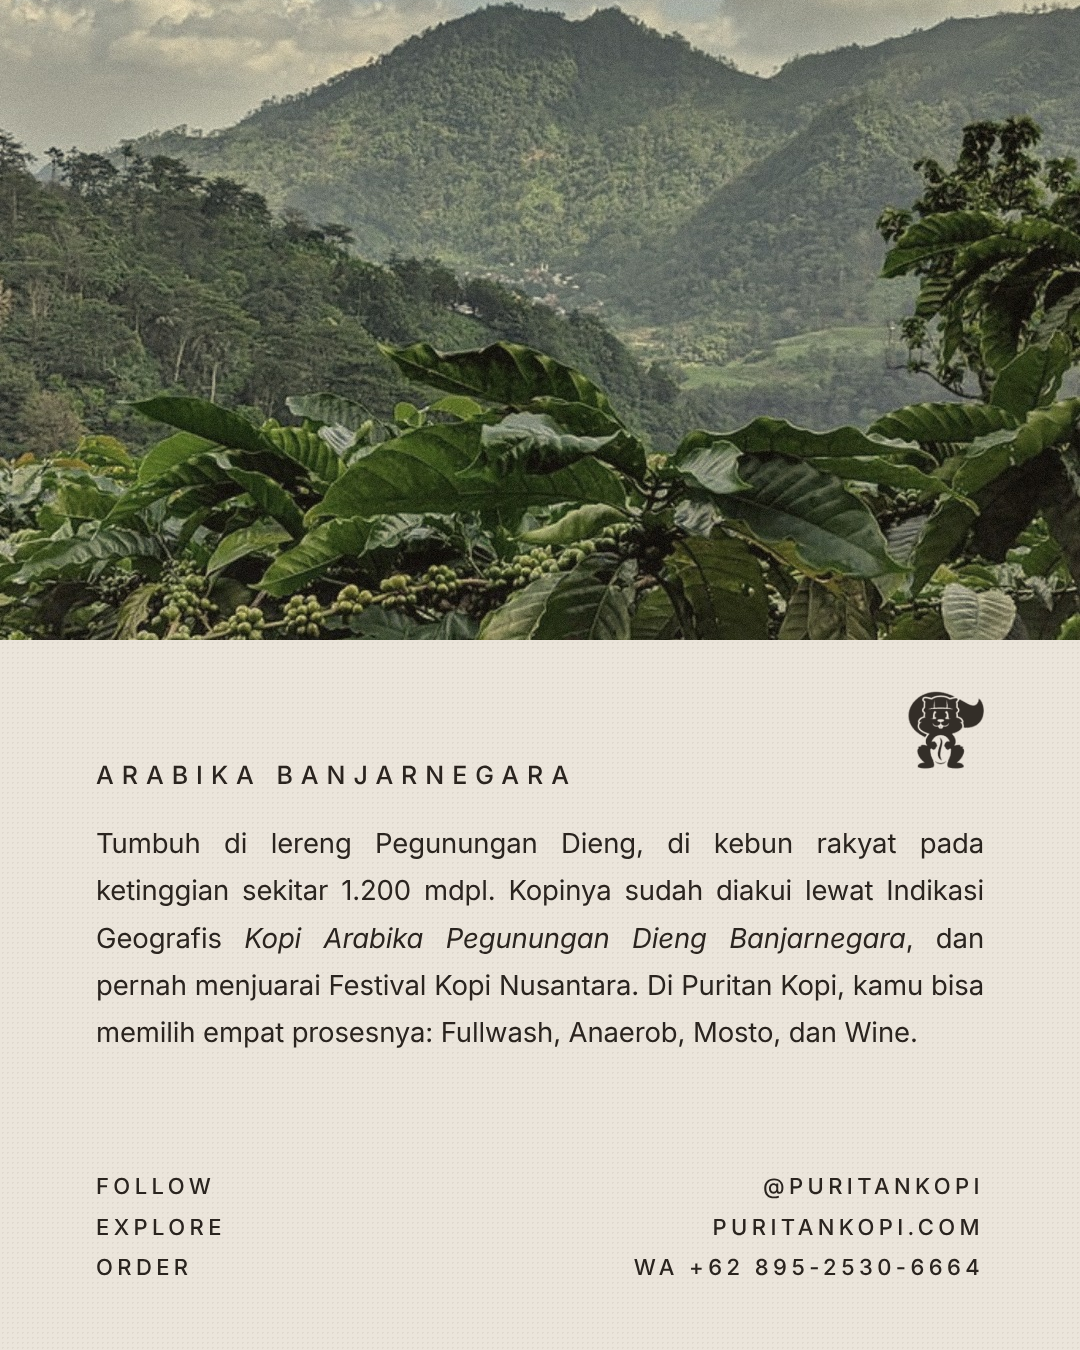 ARABIKA BANJARNEGARA
Tumbuh di lereng Pegunungan Dieng, di kebun rakyat pada
ketinggian sekitar 1.200 mdpl. Kopinya sudah diakui lewat Indikasi
Geografis Kopi Arabika Pegunungan Dieng Banjarnegara, dan
pernah menjuarai Festival Kopi Nusantara. Di Puritan Kopi, kamu bisa
memilih empat prosesnya: Fullwash, Anaerob, Mosto, dan Wine.
FOLLOW @PURITANKOPI
EXPLORE PURITANKOPI.COM
ORDER WA +62 895-2530-6664